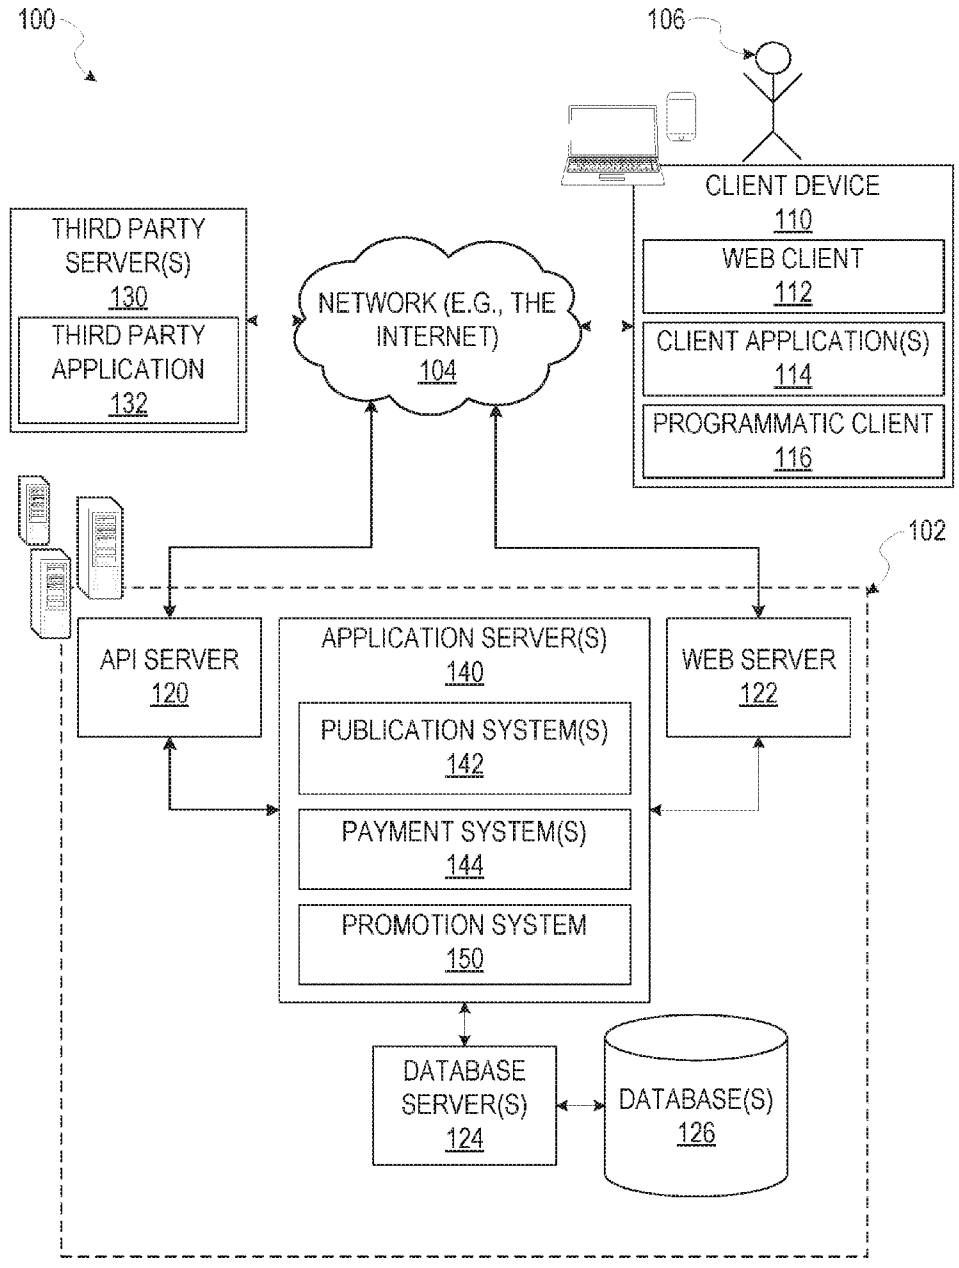 100
106
CLIENT DEVICE
110
WEB CLIENT
112
CLIENT APPLICATION(S)
114
PROGRAMMATIC CLIENT
116
THIRD PARTY
SERVER(S)
130
THIRD PARTY
APPLICATION
132
NETWORK (E.G., THE
INTERNET)
104
102
API SERVER
120
APPLICATION SERVER(S)
140
PUBLICATION SYSTEM(S)
142
PAYMENT SYSTEM(S)
144
PROMOTION SYSTEM
150
WEB SERVER
122
DATABASE
SERVER(S)
124
DATABASE(S)
126